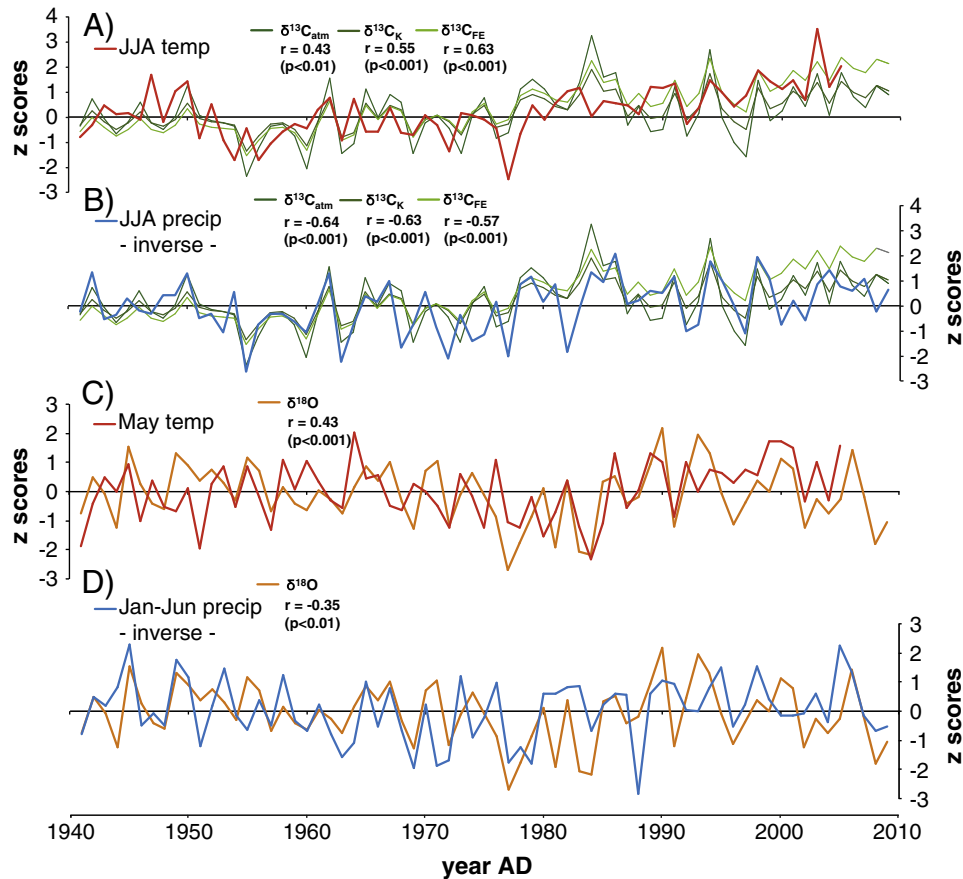 A)
JJA temp
δ¹³Catm δ¹³CK δ¹³CFE
r = 0.43 r = 0.55 r = 0.63
(p<0.01) (p<0.001) (p<0.001)
z scores
4
3
2
1
0
-1
-2
-3
B)
JJA precip
- inverse -
δ¹³Catm δ¹³CK δ¹³CFE
r = -0.64 r = -0.63 r = -0.57
(p<0.001) (p<0.001) (p<0.001)
4
3
2
1
0
-1
-2
-3
z scores
C)
May temp
δ¹⁸O
r = 0.43
(p<0.001)
z scores
3
2
1
0
-1
-2
-3
D)
Jan-Jun precip
- inverse -
δ¹⁸O
r = -0.35
(p<0.01)
3
2
1
0
-1
-2
-3
z scores
1940 1950 1960 1970 1980 1990 2000 2010
year AD